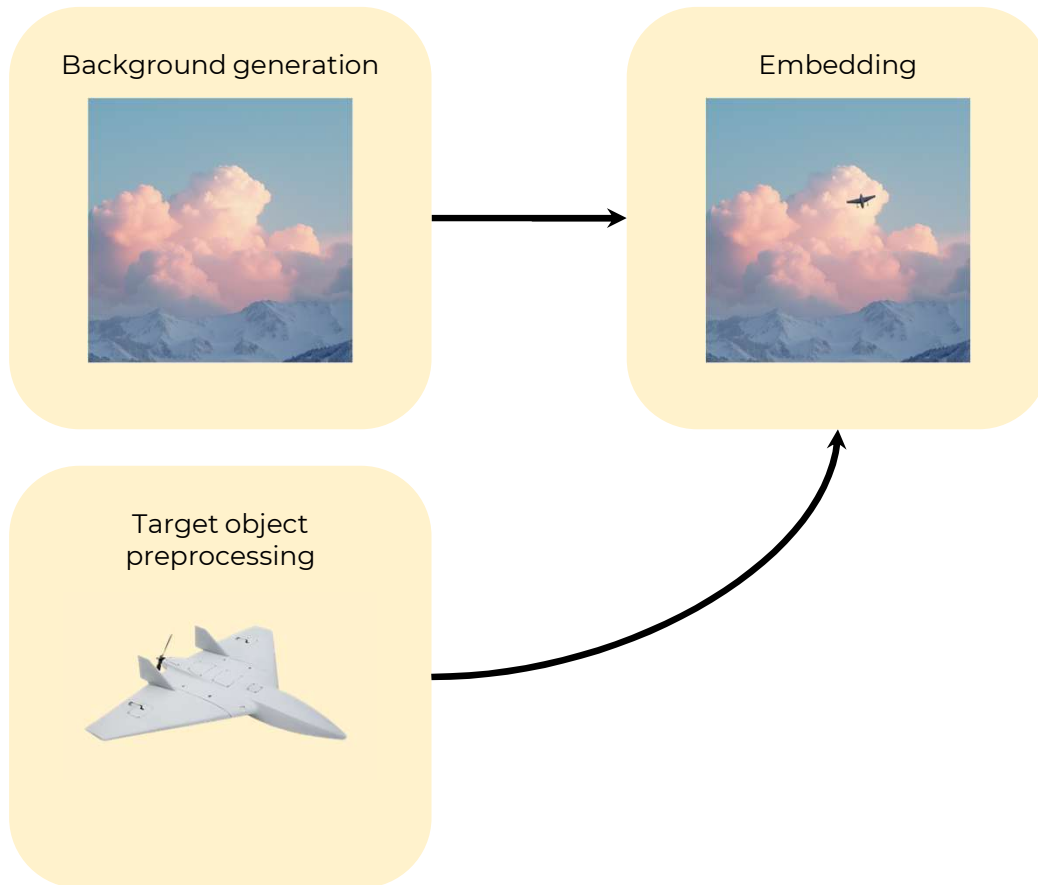 Background generation
Embedding
Target object
preprocessing